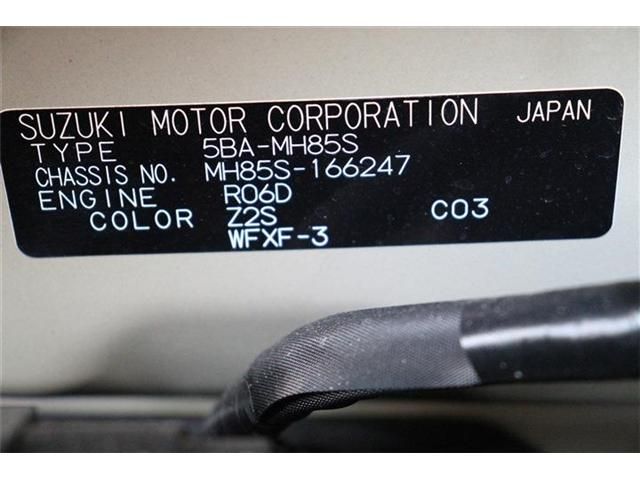 SUZUKI MOTOR CORPORATION JAPAN
TYPE 5BA-MH85S
CHASSIS NO. MH85S-166247
ENGINE R06D
COLOR Z2S C03
WFXF-3